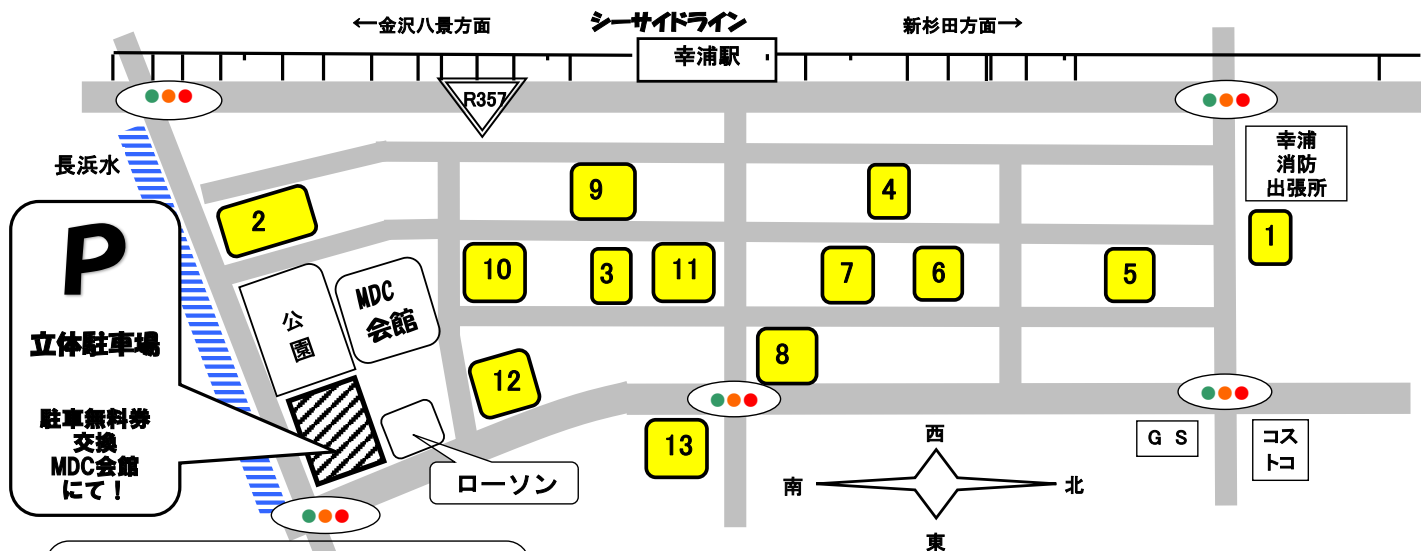 シーサイドライン
←金沢八景方面
新杉田方面→
幸浦駅
R357
長浜水
幸浦
消防
出張所
P
立体駐車場
駐車無料券
交換
MDC会館
にて！
2
9
4
1
10
3
11
7
6
5
公
園
MDC
会館
12
8
13
ローソン
G S
コス
トコ
西
南
北
東